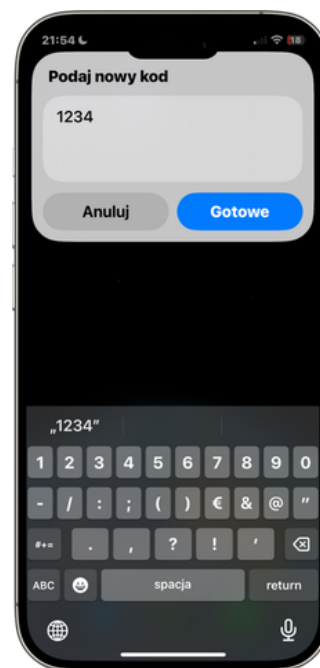 21:54
18
Podaj nowy kod
1234
Anuluj Gotowe
„1234”
1 2 3 4 5 6 7 8 9 0
- / : ; ( ) € & @ "
#+= . , ? ! ’
ABC spacja return